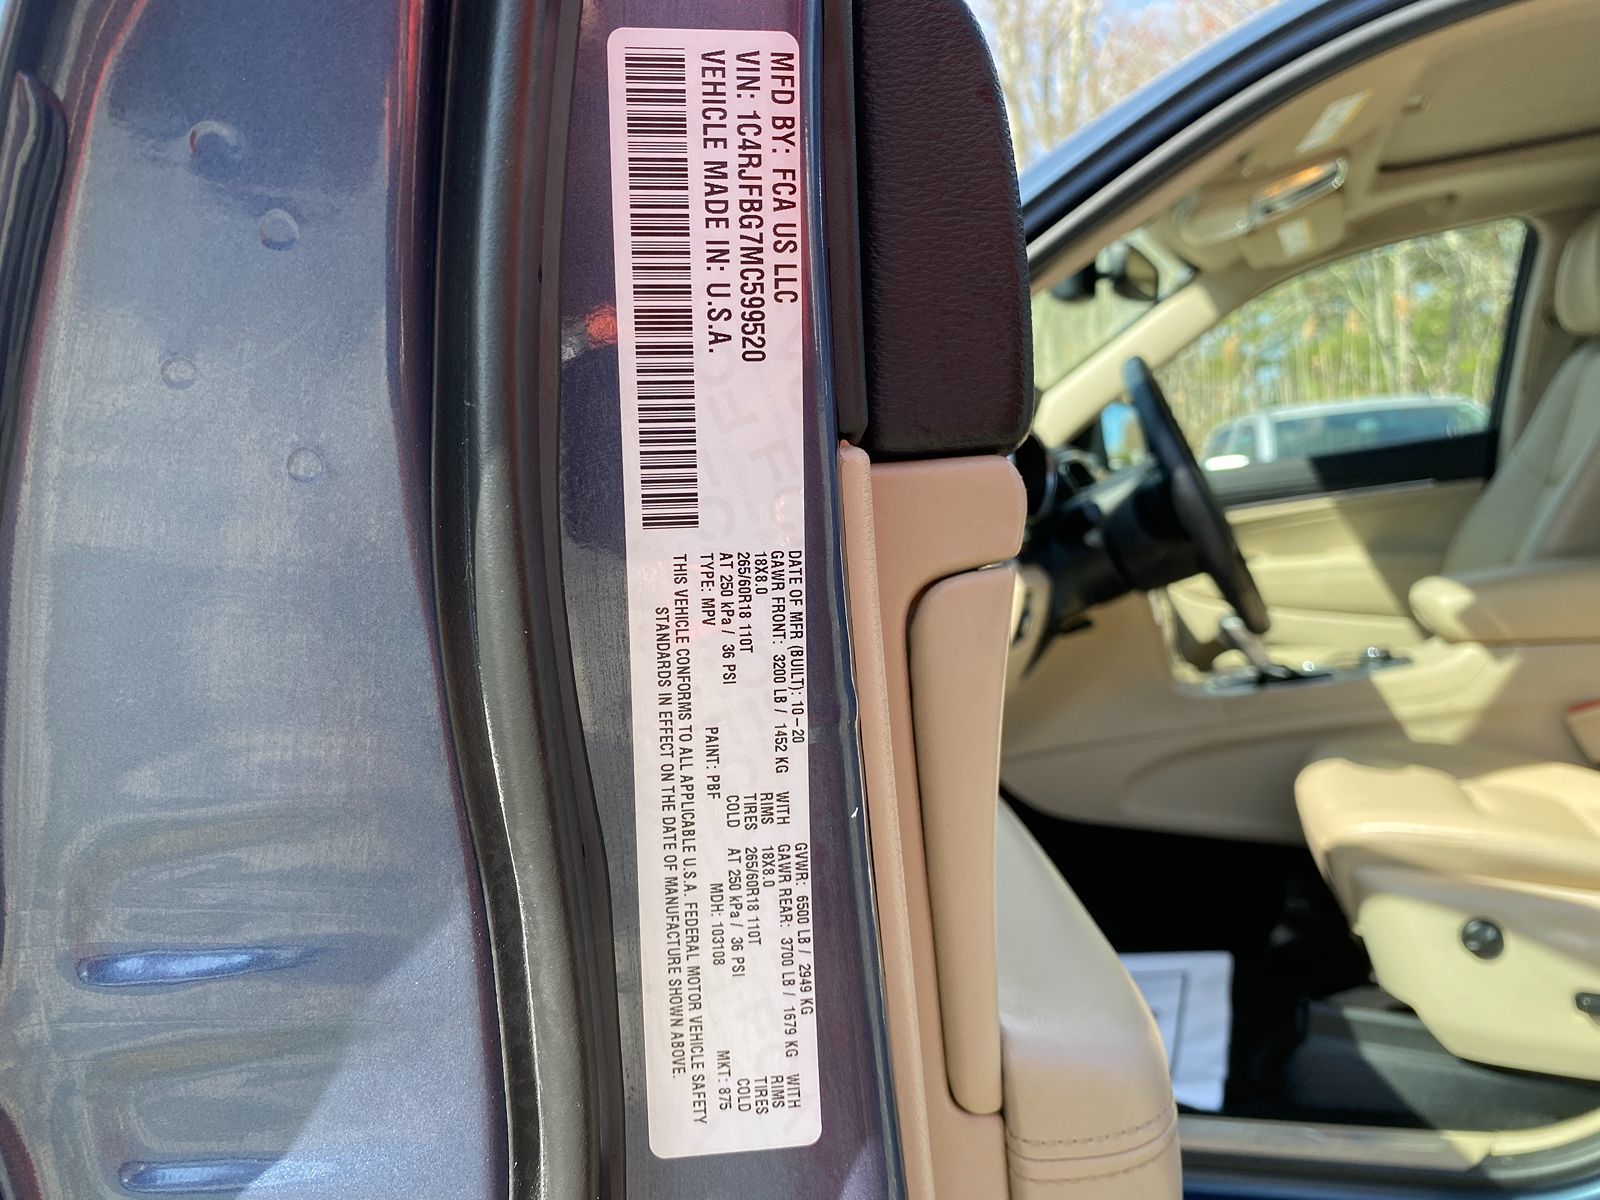 MFD BY: FCA US LLC
VIN: 1C4RJFBG7MC599520
VEHICLE MADE IN: U.S.A.
DATE OF MFR (BUILT): 10-20 GVWR: 6500 LB / 2949 KG
GAWR FRONT: 3200 LB / 1452 KG WITH GAWR REAR: 3700 LB / 1679 KG WITH
18X8.0 RIMS 18X8.0 RIMS
265/60R18 110T TIRES 265/60R18 110T TIRES
AT 250 kPa / 36 PSI COLD AT 250 kPa / 36 PSI COLD
TYPE: MPV PAINT: PBF MDH: 103108 MKT: 875
THIS VEHICLE CONFORMS TO ALL APPLICABLE U.S.A. FEDERAL MOTOR VEHICLE SAFETY
STANDARDS IN EFFECT ON THE DATE OF MANUFACTURE SHOWN ABOVE.